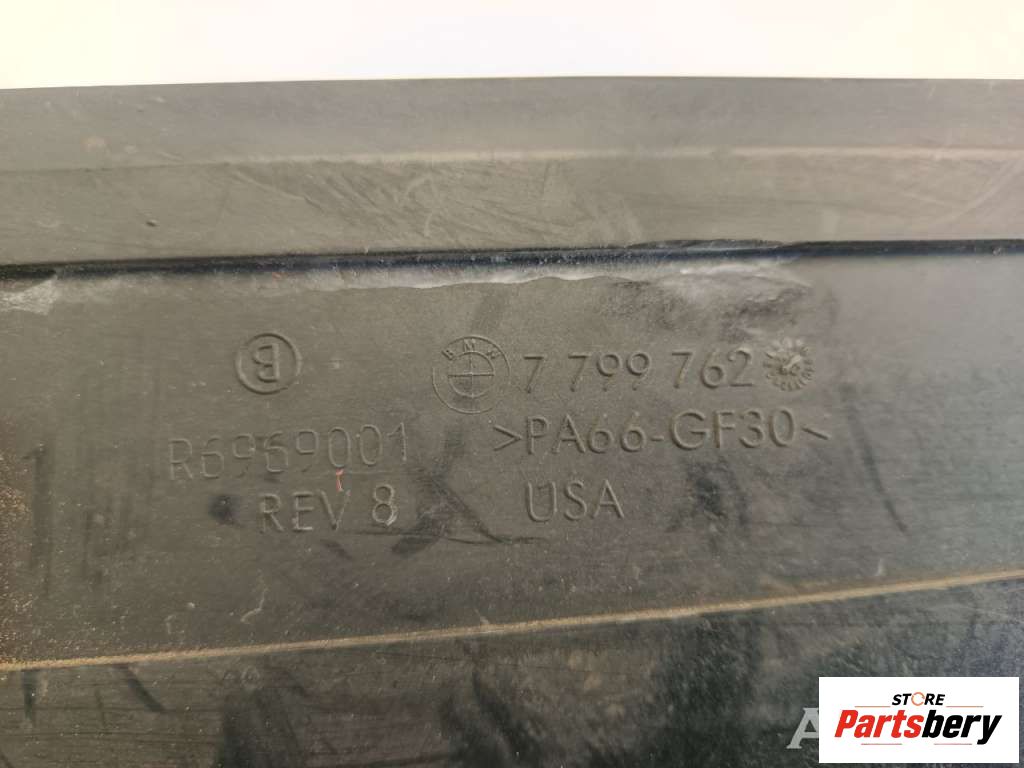 B
BMW 7 799 762
>PA66-GF30<
R6969001
REV 8
USA
STORE
Partsbery
A